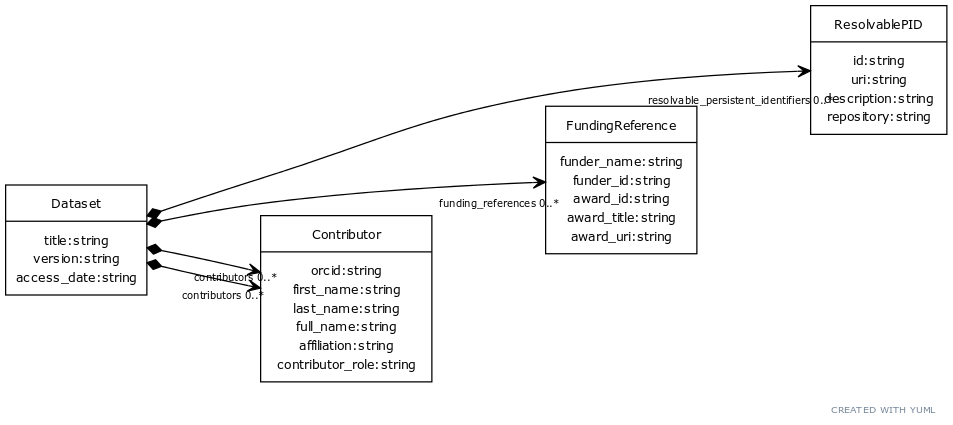 ResolvablePID
id:string
uri:string
description:string
repository:string
resolvable_persistent_identifiers 0..*
FundingReference
funder_name:string
funder_id:string
award_id:string
award_title:string
award_uri:string
funding_references 0..*
Dataset
title:string
version:string
access_date:string
Contributor
orcid:string
first_name:string
last_name:string
full_name:string
affiliation:string
contributor_role:string
contributors 0..*
contributors 0..*
CREATED WITH YUML